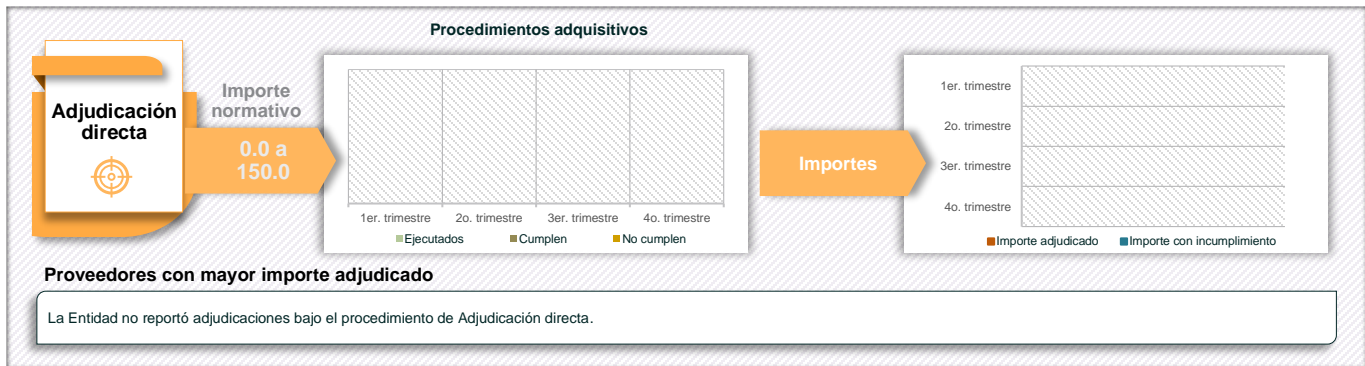 Procedimientos adquisitivos
Adjudicación
directa
Importe
normativo
0.0 a
150.0
1er. trimestre
2o. trimestre
3er. trimestre
4o. trimestre
Ejecutados
Cumplen
No cumplen
Importes
1er. trimestre
2o. trimestre
3er. trimestre
4o. trimestre
Importe adjudicado
Importe con incumplimiento
Proveedores con mayor importe adjudicado
La Entidad no reportó adjudicaciones bajo el procedimiento de Adjudicación directa.